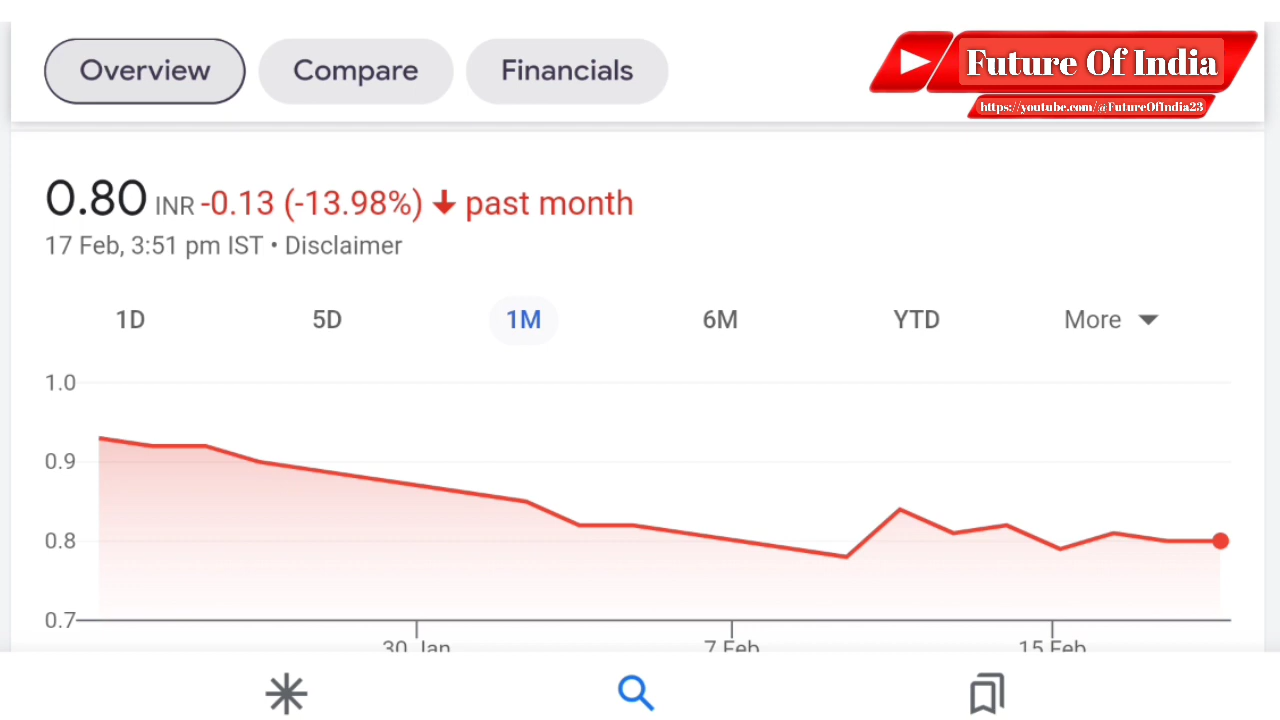 Overview Compare Financials
Future Of India
https://youtube.com/@FutureOfIndia23
0.80 INR -0.13 (-13.98%) past month
17 Feb, 3:51 pm IST • Disclaimer
1D 5D 1M 6M YTD More
1.0
0.9
0.8
0.7
30 Jan 7 Feb 15 Feb